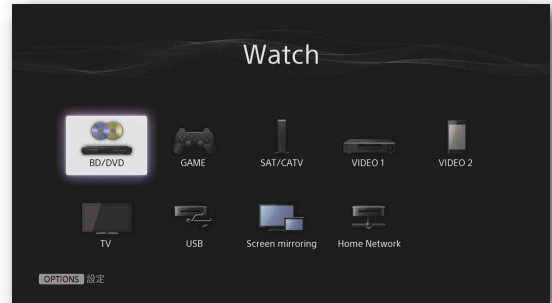 Watch
BD/DVD GAME SAT/CATV VIDEO 1 VIDEO 2
TV USB Screen mirroring Home Network
OPTIONS 設定